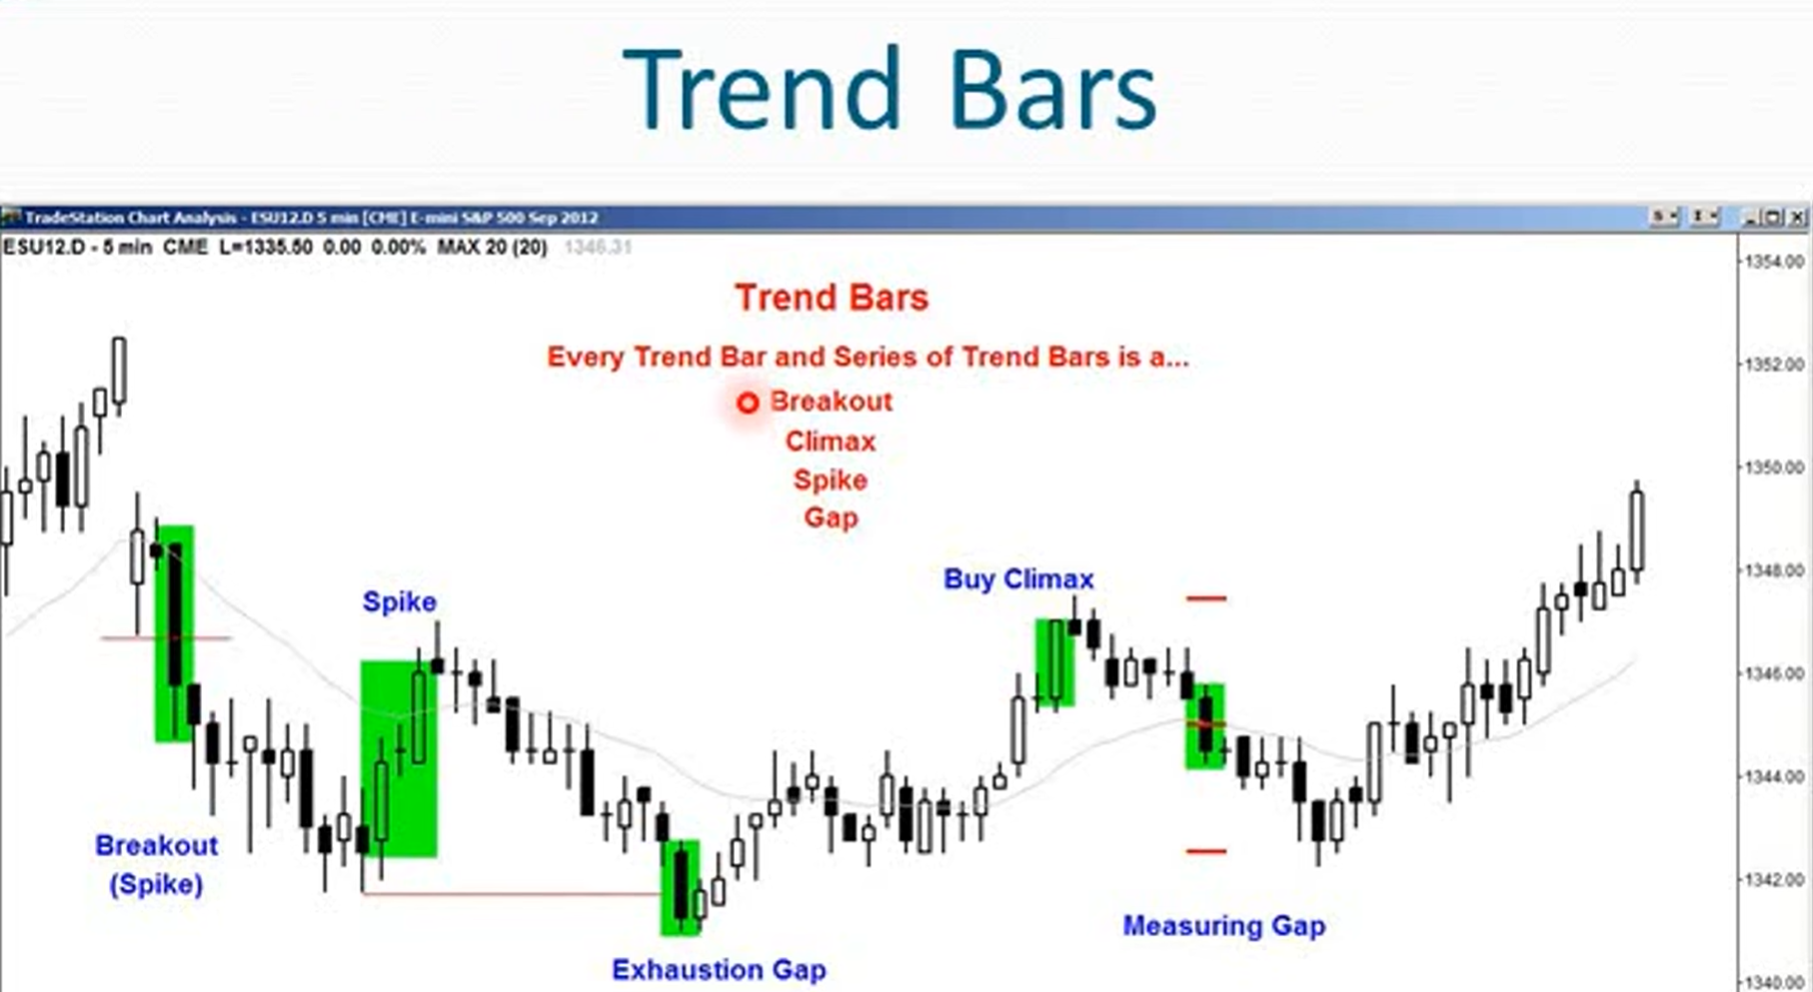 Trend Bars
TradeStation Chart Analysis - ESU12.D 5 min [CME] E-mini S&P 500 Sep 2012
ESU12.D - 5 min CME L=1335.50 0.00 0.00% MAX 20 (20) 1346.31
1354.00
Trend Bars
Every Trend Bar and Series of Trend Bars is a...
1352.00
Breakout
Climax
Spike
1350.00
Gap
1348.00
Buy Climax
Spike
1346.00
1344.00
Breakout
(Spike)
1342.00
Measuring Gap
Exhaustion Gap
1340.00